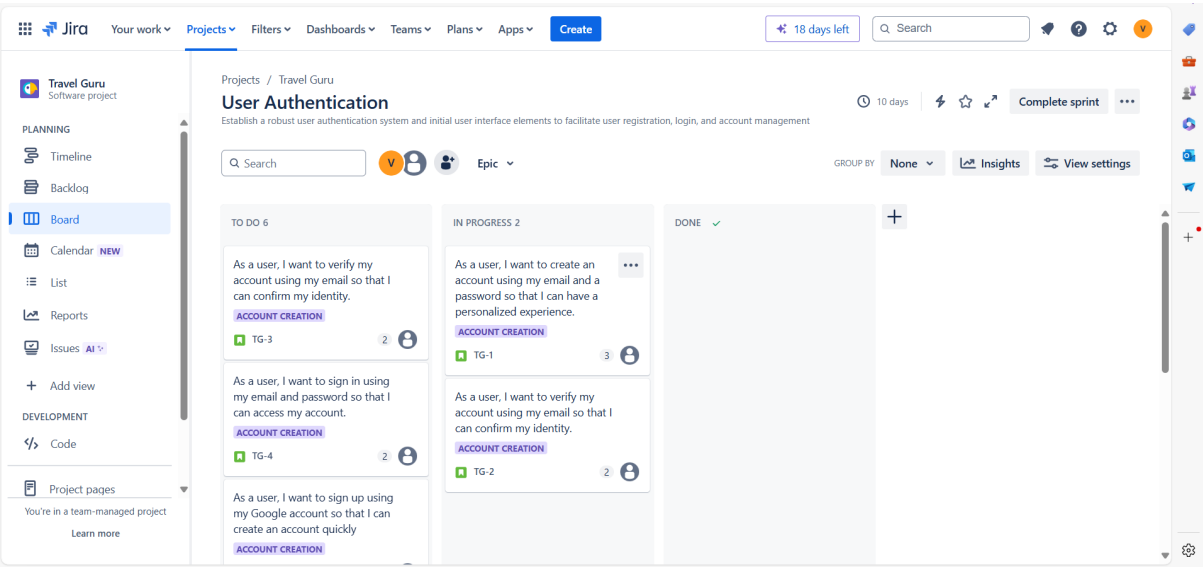 Jira
Your work
Projects
Filters
Dashboards
Teams
Plans
Apps
Create
18 days left
Search
V
Travel Guru
Software project
PLANNING
Timeline
Backlog
Board
Calendar NEW
List
Reports
Issues AI
Add view
DEVELOPMENT
Code
Project pages
You're in a team-managed project
Learn more
Projects / Travel Guru
User Authentication
Establish a robust user authentication system and initial user interface elements to facilitate user registration, login, and account management
10 days
Complete sprint
Search
V
Epic
GROUP BY
None
Insights
View settings
TO DO 6
As a user, I want to verify my
account using my email so that I
can confirm my identity.
ACCOUNT CREATION
TG-3
2
As a user, I want to sign in using
my email and password so that I
can access my account.
ACCOUNT CREATION
TG-4
2
As a user, I want to sign up using
my Google account so that I can
create an account quickly
ACCOUNT CREATION
IN PROGRESS 2
As a user, I want to create an
account using my email and a
password so that I can have a
personalized experience.
ACCOUNT CREATION
TG-1
3
As a user, I want to verify my
account using my email so that I
can confirm my identity.
ACCOUNT CREATION
TG-2
2
DONE